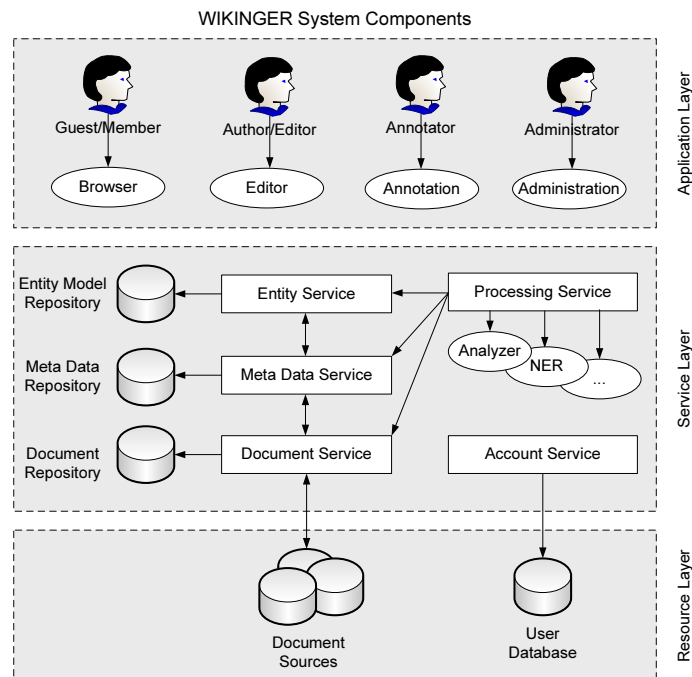 WIKINGER System Components
Guest/Member
Author/Editor
Annotator
Administrator
Browser
Editor
Annotation
Administration
Application Layer
Entity Model
Repository
Entity Service
Processing Service
Analyzer
NER
...
Meta Data
Repository
Meta Data Service
Document
Repository
Document Service
Account Service
Service Layer
Document
Sources
User
Database
Resource Layer